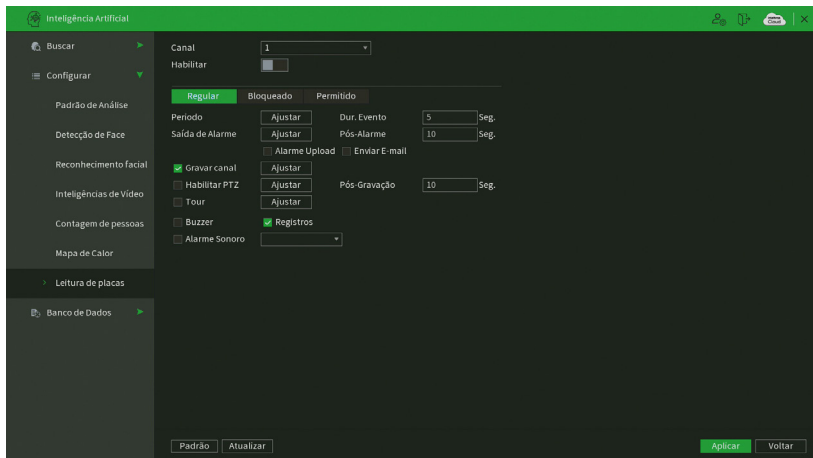 Inteligência Artificial
Buscar
Configurar
Padrão de Análise
Detecção de Face
Reconhecimento facial
Inteligências de Vídeo
Contagem de pessoas
Mapa de Calor
Leitura de placas
Banco de Dados
Canal 1
Habilitar
Regular Bloqueado Permitido
Periodo Ajustar Dur. Evento 5 Seg.
Saída de Alarme Ajustar Pós-Alarme 10 Seg.
Alarme Upload Enviar E-mail
Gravar canal Ajustar
Habilitar PTZ Ajustar Pós-Gravação 10 Seg.
Tour Ajustar
Buzzer Registros
Alarme Sonoro
Padrão Atualizar Aplicar Voltar